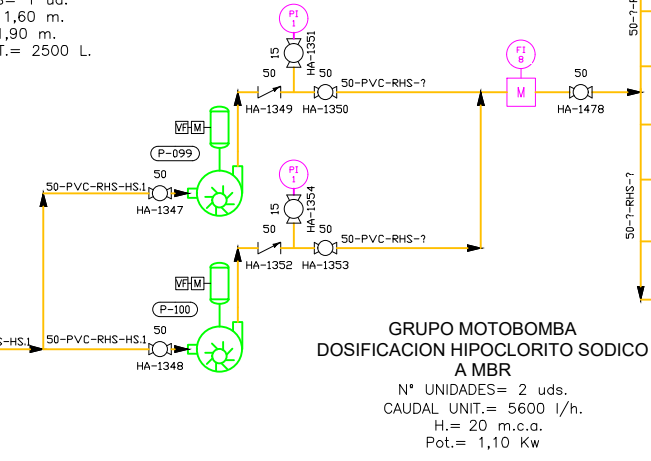 = 1 ud.
1,60 m.
1,90 m.
T.= 2500 L.
PI
1
15
HA-1351
50
HA-1349
50
HA-1350
50-PVC-RHS-?
FI
8
M
50
HA-1478
50-?-R
VF
M
P-099
50
50-PVC-RHS-HS.1
HA-1347
PI
1
15
HA-1354
50
HA-1352
50
HA-1353
50-PVC-RHS-?
50-?-RHS-?
VF
M
P-100
50
S-HS.1
50-PVC-RHS-HS.1
HA-1348
GRUPO MOTOBOMBA
DOSIFICACION HIPOCLORITO SODICO
A MBR
N° UNIDADES= 2 uds.
CAUDAL UNIT.= 5600 l/h.
H.= 20 m.c.a.
Pot.= 1,10 Kw